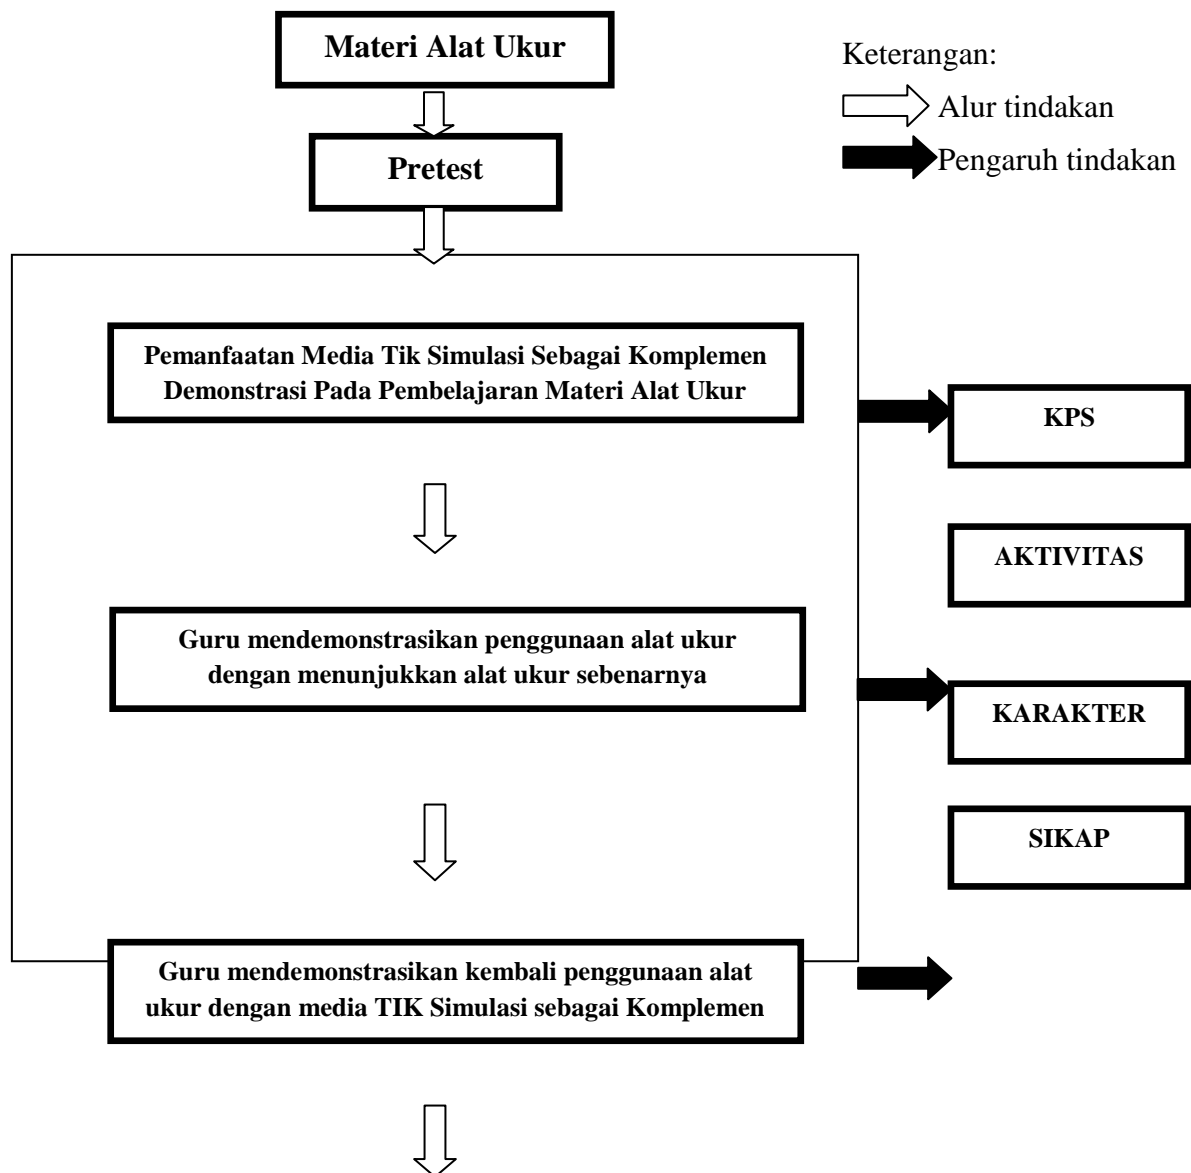 Materi Alat Ukur
Keterangan:
Alur tindakan
Pengaruh tindakan
Pretest
Pemanfaatan Media Tik Simulasi Sebagai Komplemen
Demonstrasi Pada Pembelajaran Materi Alat Ukur
KPS
AKTIVITAS
Guru mendemonstrasikan penggunaan alat ukur
dengan menunjukkan alat ukur sebenarnya
KARAKTER
SIKAP
Guru mendemonstrasikan kembali penggunaan alat
ukur dengan media TIK Simulasi sebagai Komplemen